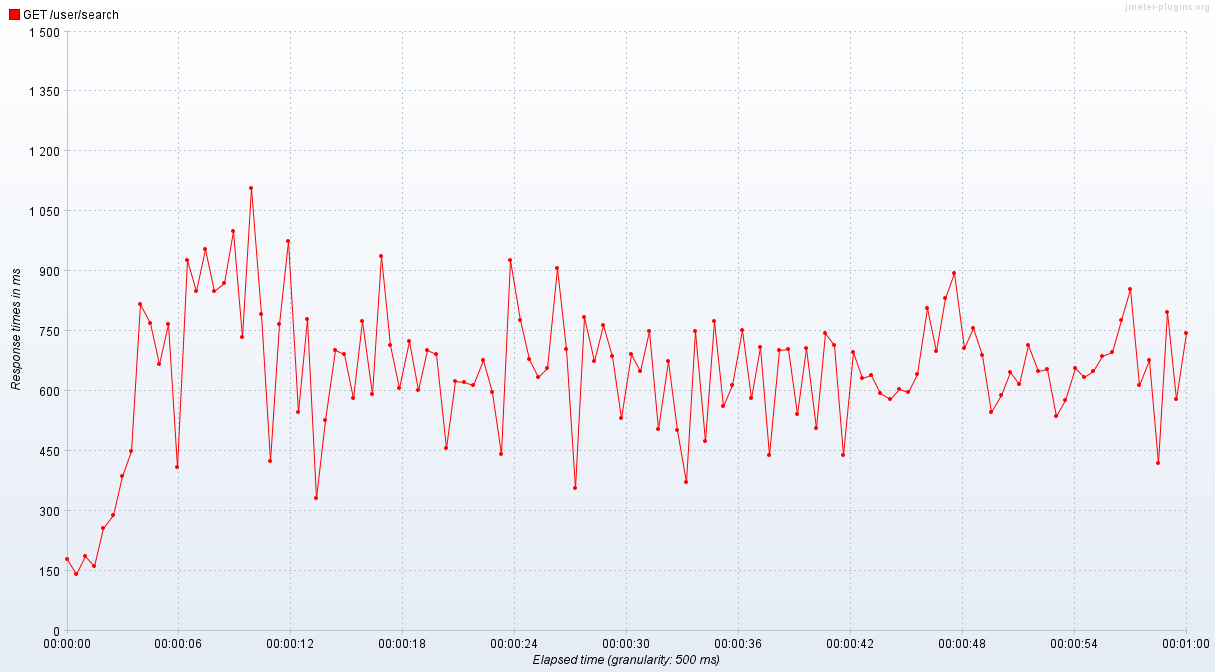 GET /user/search
jmeter-plugins.org
1 500
1 350
1 200
1 050
900
750
600
450
300
150
0
Response times in ms
00:00:00 00:00:06 00:00:12 00:00:18 00:00:24 00:00:30 00:00:36 00:00:42 00:00:48 00:00:54 00:01:00
Elapsed time (granularity: 500 ms)